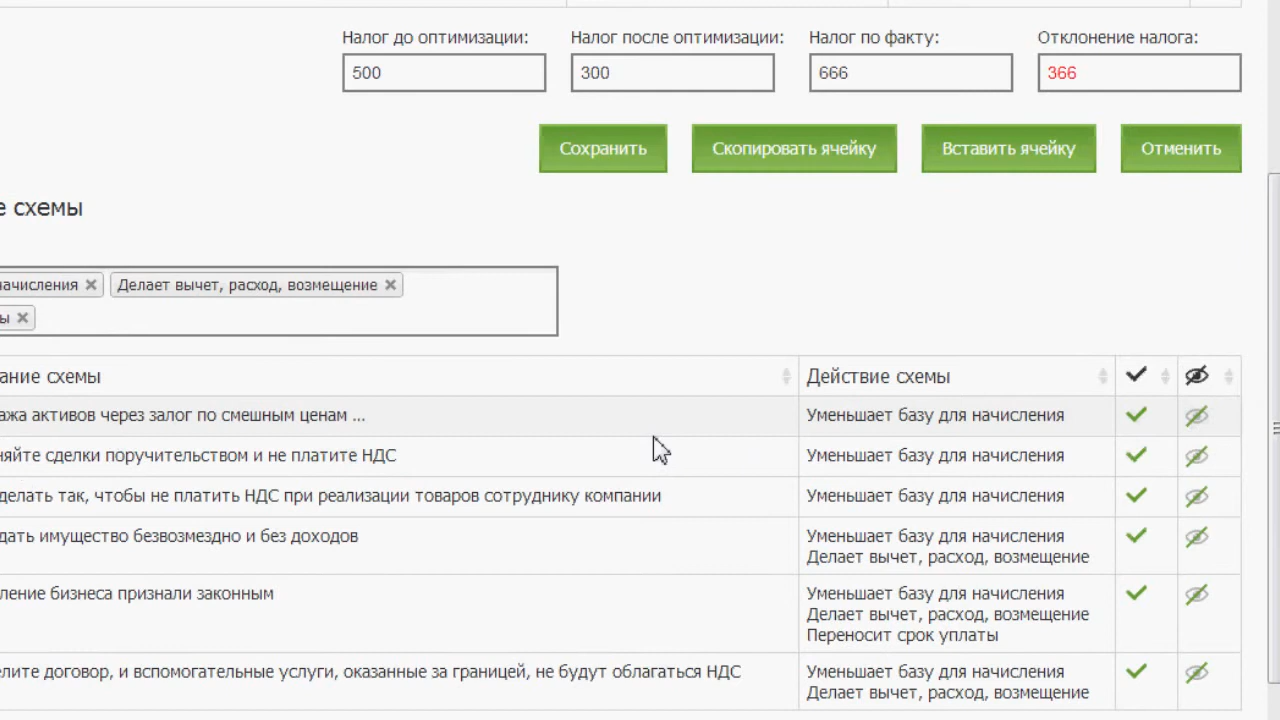 Налог до оптимизации: Налог после оптимизации: Налог по факту: Отклонение налога:
500 300 666 366
Сохранить Скопировать ячейку Вставить ячейку Отменить
е схемы
ачисления Делает вычет, расход, возмещение
ы
ание схемы Действие схемы
ажа активов через залог по смешным ценам ... Уменьшает базу для начисления
няйте сделки поручительством и не платите НДС Уменьшает базу для начисления
делать так, чтобы не платить НДС при реализации товаров сотруднику компании Уменьшает базу для начисления
дать имущество безвозмездно и без доходов Уменьшает базу для начисления
Делает вычет, расход, возмещение
ление бизнеса признали законным Уменьшает базу для начисления
Делает вычет, расход, возмещение
Переносит срок уплаты
елите договор, и вспомогательные услуги, оказанные за границей, не будут облагаться НДС Уменьшает базу для начисления
Делает вычет, расход, возмещение